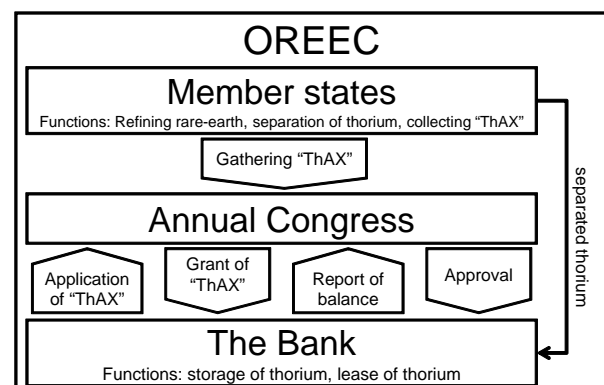 OREEC
Member states
Functions: Refining rare-earth, separation of thorium, collecting “ThAX”
Gathering “ThAX”
separated thorium
Annual Congress
Application
of “ThAX”
Grant of
“ThAX”
Report of
balance
Approval
The Bank
Functions: storage of thorium, lease of thorium